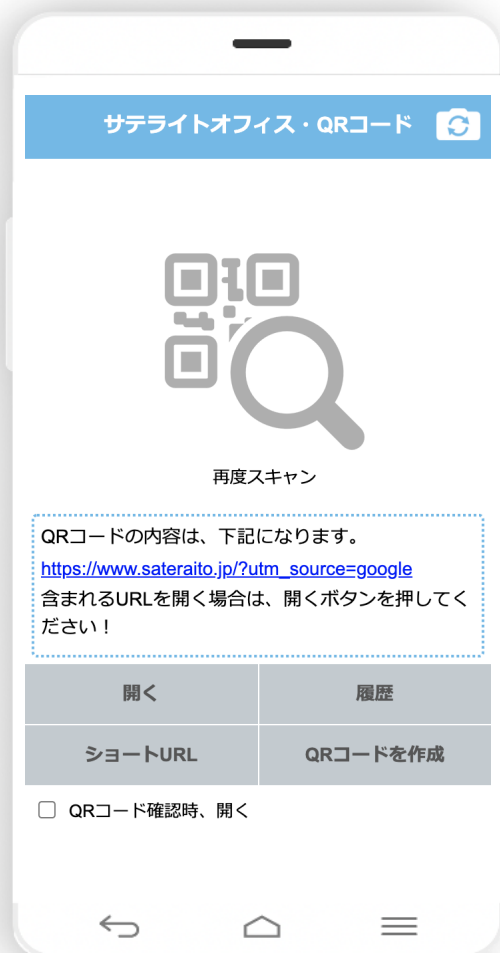 サテライトオフィス・QRコード
再度スキャン
QRコードの内容は、下記になります。
https://www.sateraito.jp/?utm_source=google
含まれるURLを開く場合は、開くボタンを押してく
ださい！
開く
履歴
ショートURL
QRコードを作成
QRコード確認時、開く